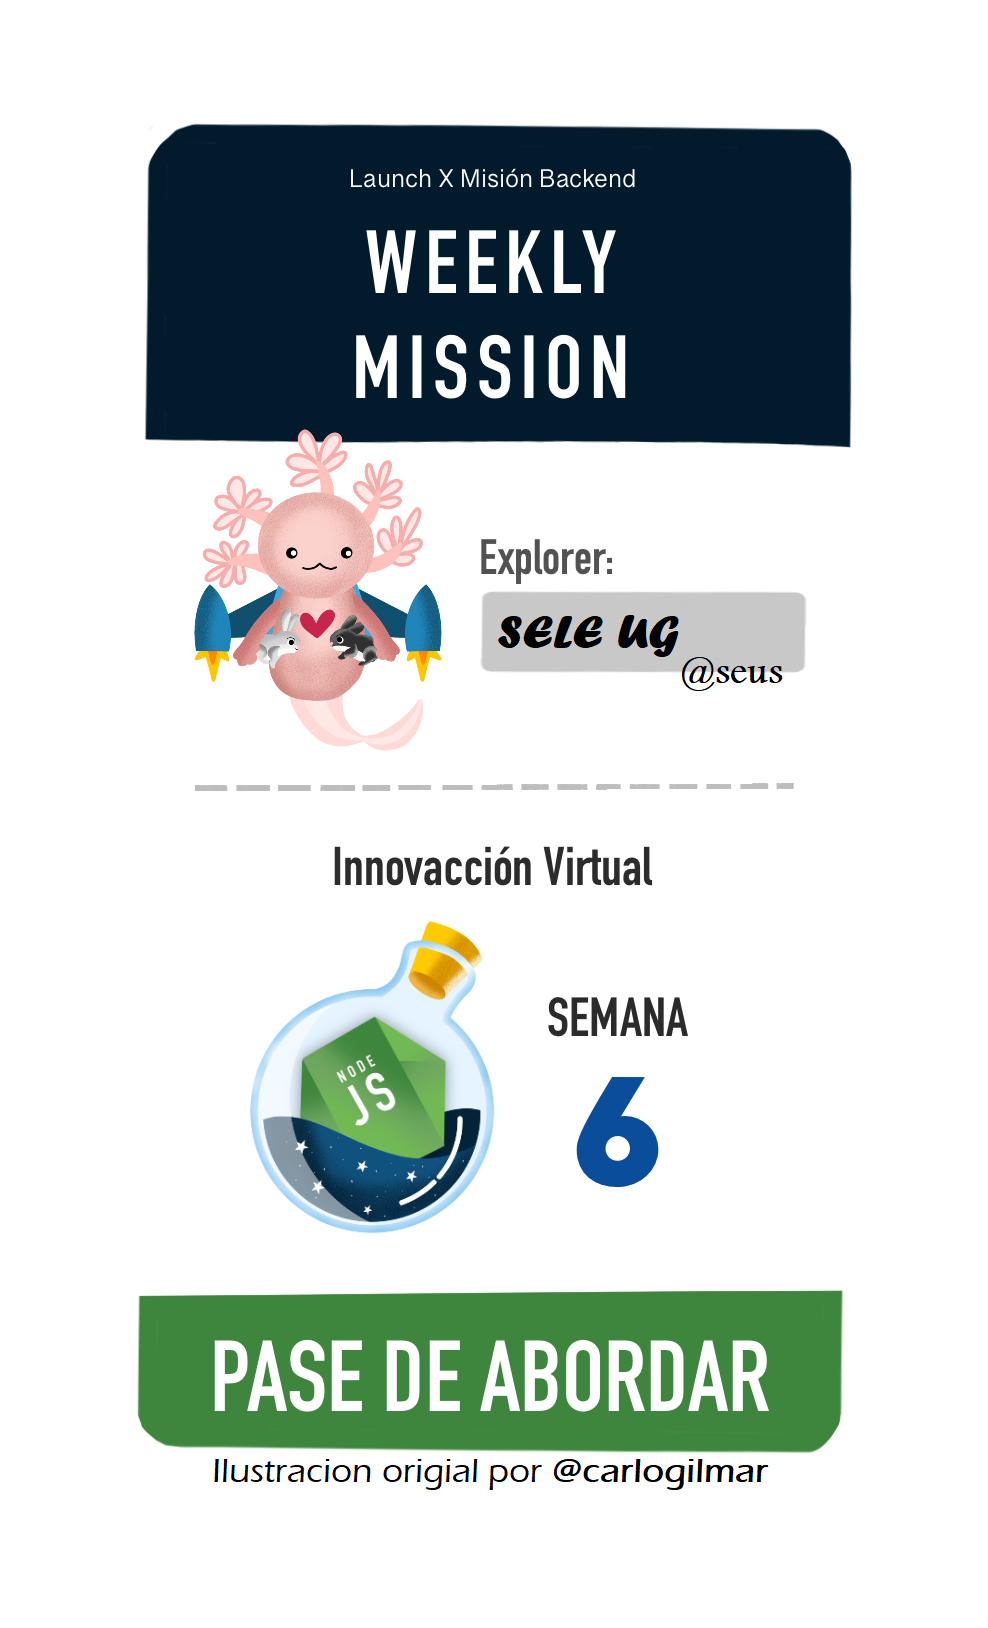 Launch X Misión Backend
WEEKLY
MISSION
Explorer:
SELE UG
@seus
Innovacción Virtual
NODE
JS
SEMANA
6
PASE DE ABORDAR
Ilustracion origial por @carlogilmar